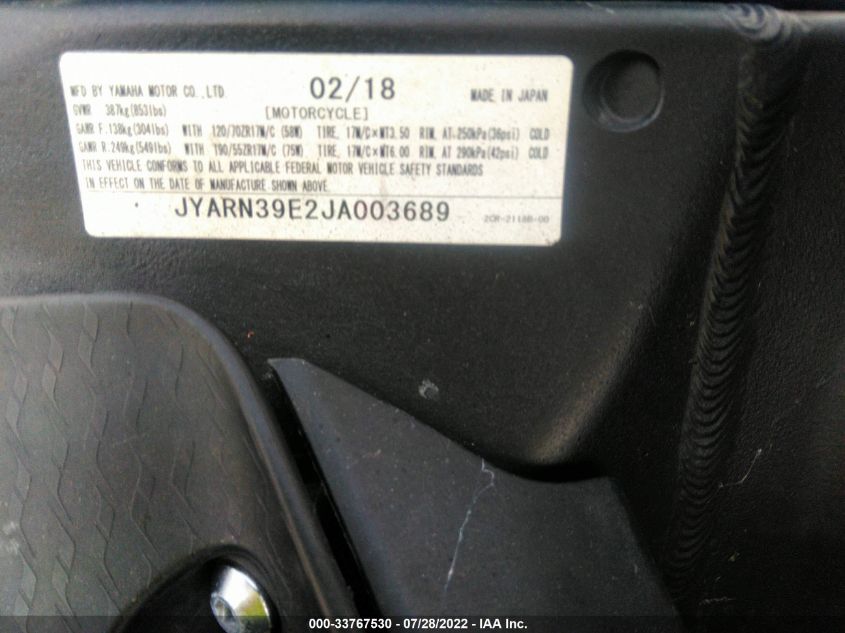 MFD BY YAMAHA MOTOR CO.,LTD. 02/18 MADE IN JAPAN
GVWR 387kg(853lbs) [MOTORCYCLE]
GAWR F.138kg(304lbs) WITH 120/70ZR17M/C (58W) TIRE, 17M/C×MT3.50 RIM, AT 250kPa(36psi) COLD
GAWR R.249kg(549lbs) WITH 190/55ZR17M/C (75W) TIRE, 17M/C×MT6.00 RIM, AT 290kPa(42psi) COLD
THIS VEHICLE CONFORMS TO ALL APPLICABLE FEDERAL MOTOR VEHICLE SAFETY STANDARDS
IN EFFECT ON THE DATE OF MANUFACTURE SHOWN ABOVE.
JYARN39E2JA003689 2CR-2118B-00
000-33767530 - 07/28/2022 - IAA Inc.